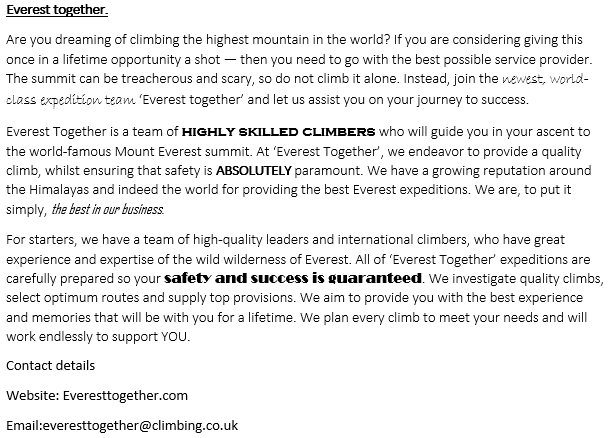 Everest together.
Are you dreaming of climbing the highest mountain in the world? If you are considering giving this
once in a lifetime opportunity a shot — then you need to go with the best possible service provider.
The summit can be treacherous and scary, so do not climb it alone. Instead, join the newest, world-
class expedition team ‘Everest together’ and let us assist you on your journey to success.
Everest Together is a team of HIGHLY SKILLED CLIMBERS who will guide you in your ascent to
the world-famous Mount Everest summit. At ‘Everest Together’, we endeavor to provide a quality
climb, whilst ensuring that safety is ABSOLUTELY paramount. We have a growing reputation around
the Himalayas and indeed the world for providing the best Everest expeditions. We are, to put it
simply, the best in our business.
For starters, we have a team of high-quality leaders and international climbers, who have great
experience and expertise of the wild wilderness of Everest. All of ‘Everest Together’ expeditions are
carefully prepared so your safety and success is guaranteed. We investigate quality climbs,
select optimum routes and supply top provisions. We aim to provide you with the best experience
and memories that will be with you for a lifetime. We plan every climb to meet your needs and will
work endlessly to support YOU.
Contact details
Website: Everesttogether.com
Email:everesttogether@climbing.co.uk